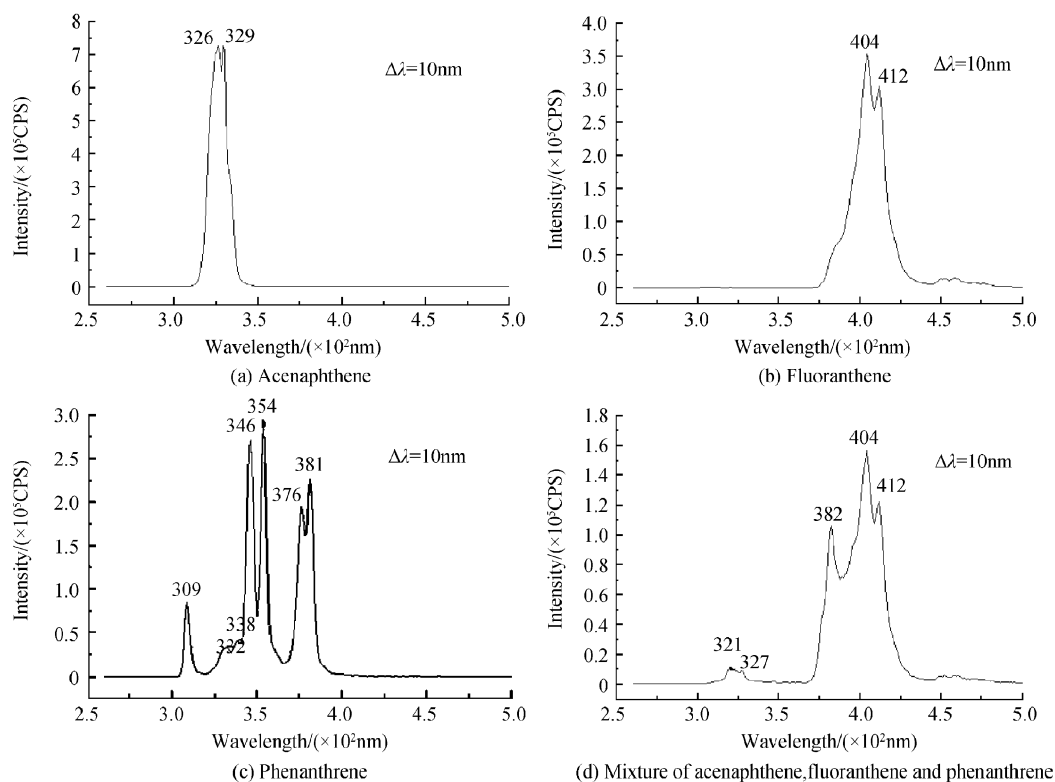 8
7
6
5
4
3
2
1
0
Intensity/(×10⁵CPS)
326 329
Δλ=10nm
2.5 3.0 3.5 4.0 4.5 5.0
Wavelength/(×10²nm)
(a) Acenaphthene
4.0
3.5
3.0
2.5
2.0
1.5
1.0
0.5
0
Intensity/(×10⁵CPS)
404
412
Δλ=10nm
2.5 3.0 3.5 4.0 4.5 5.0
Wavelength/(×10²nm)
(b) Fluoranthene
3.0
2.5
2.0
1.5
1.0
0.5
0
Intensity/(×10⁵CPS)
354
346
381
376
309
338
332
Δλ=10nm
2.5 3.0 3.5 4.0 4.5 5.0
Wavelength/(×10²nm)
(c) Phenanthrene
1.8
1.6
1.4
1.2
1.0
0.8
0.6
0.4
0.2
0
Intensity/(×10⁵CPS)
404
412
382
321
327
Δλ=10nm
2.5 3.0 3.5 4.0 4.5 5.0
Wavelength/(×10²nm)
(d) Mixture of acenaphthene,fluoranthene and phenanthrene